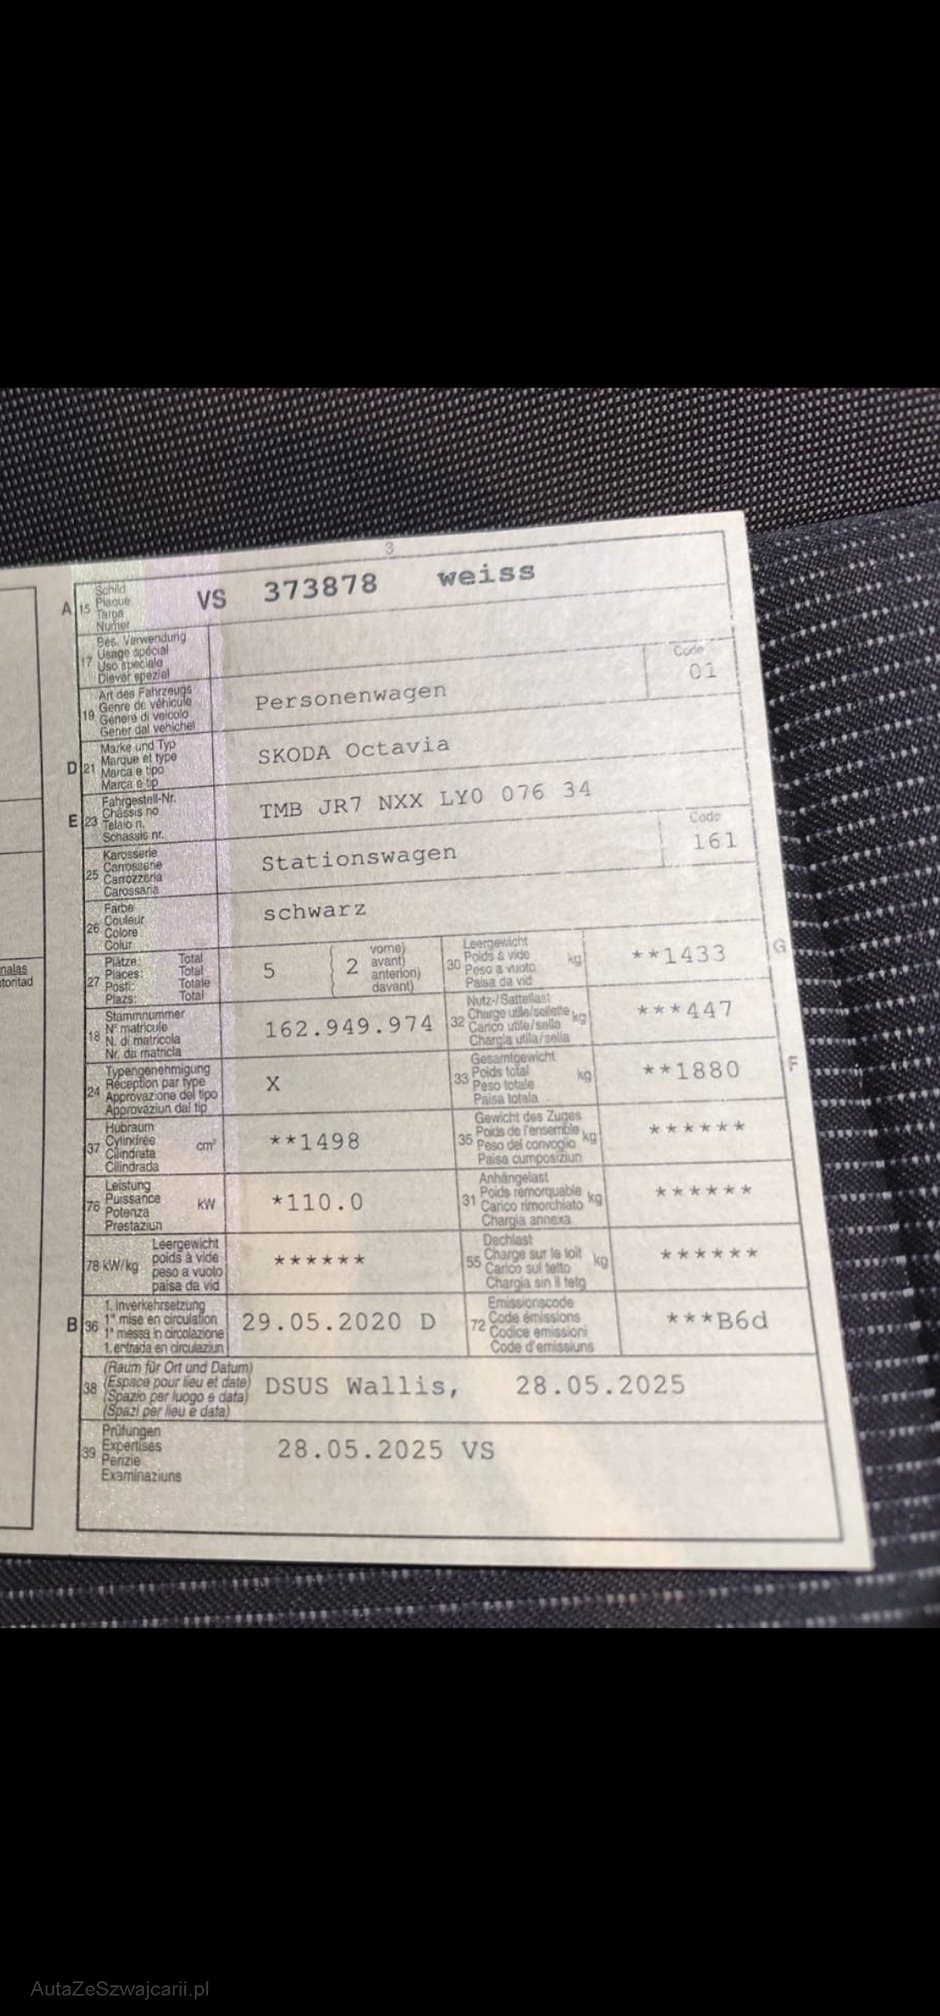 3
A 15 Schild
Plaque
Targa
Numer
VS 373878 weiss
17 Bes. Verwendung
Usage spécial
Uso speciale
Diever spezial
19 Art des Fahrzeugs
Genre de véhicule
Genere di veicolo
Gener dal vehichel
Personenwagen
Code
01
D 21 Marke und Typ
Marque et type
Marca e tipo
Marca e tip
SKODA Octavia
E 23 Fahrgestell-Nr.
Châssis no
Telaio n.
Schassis nr.
TMB JR7 NXX LY0 076 34
25 Karosserie
Carrosserie
Carrozzeria
Carossaria
Stationswagen
Code
161
26 Farbe
Couleur
Colore
Colur
schwarz
nalas
toritad
27 Plätze: Total
Places: Total
Posti: Totale
Plazs: Total
5
2
vorne)
avant)
anteriori)
davant)
30 Leergewicht
Poids à vide
Peso a vuoto
Paisa da vid
kg
**1433
G
18 Stammnummer
N° matricule
N. di matricola
Nr. da matricla
162.949.974
32 Nutz-/Sattellast
Charge utile/sellette
Carico utile/sella
Chargia utila/sella
kg
***447
24 Typengenehmigung
Réception par type
Approvazione del tipo
Approvaziun dal tip
X
33 Gesamtgewicht
Poids total
Peso totale
Paisa totala
kg
**1880
F
37 Hubraum
Cylindrée
Cilindrata
Cilindrada
cm³
**1498
35 Gewicht des Zuges
Poids de l'ensemble
Peso del convoglio
Paisa cumposiziun
kg
******
76 Leistung
Puissance
Potenza
Prestaziun
kW
*110.0
31 Anhängelast
Poids remorquable
Carico rimorchiato
Chargia annexa
kg
******
78 kW/kg
Leergewicht
poids à vide
peso a vuoto
paisa da vid
******
55 Dachlast
Charge sur le toit
Carico sul tetto
Chargia sin il tetg
kg
******
B 36 1. Inverkehrsetzung
1re mise en circulation
1a messa in circolazione
1. entrada en circulaziun
29.05.2020 D
72 Emissionscode
Code émissions
Codice emissioni
Code d'emissiuns
***B6d
38 (Raum für Ort und Datum)
(Espace pour lieu et date)
(Spazio per luogo e data)
(Spazi per lieu e data)
DSUS Wallis, 28.05.2025
39 Prüfungen
Expertises
Perizie
Examinaziuns
28.05.2025 VS
AutaZeSzwajcarii.pl